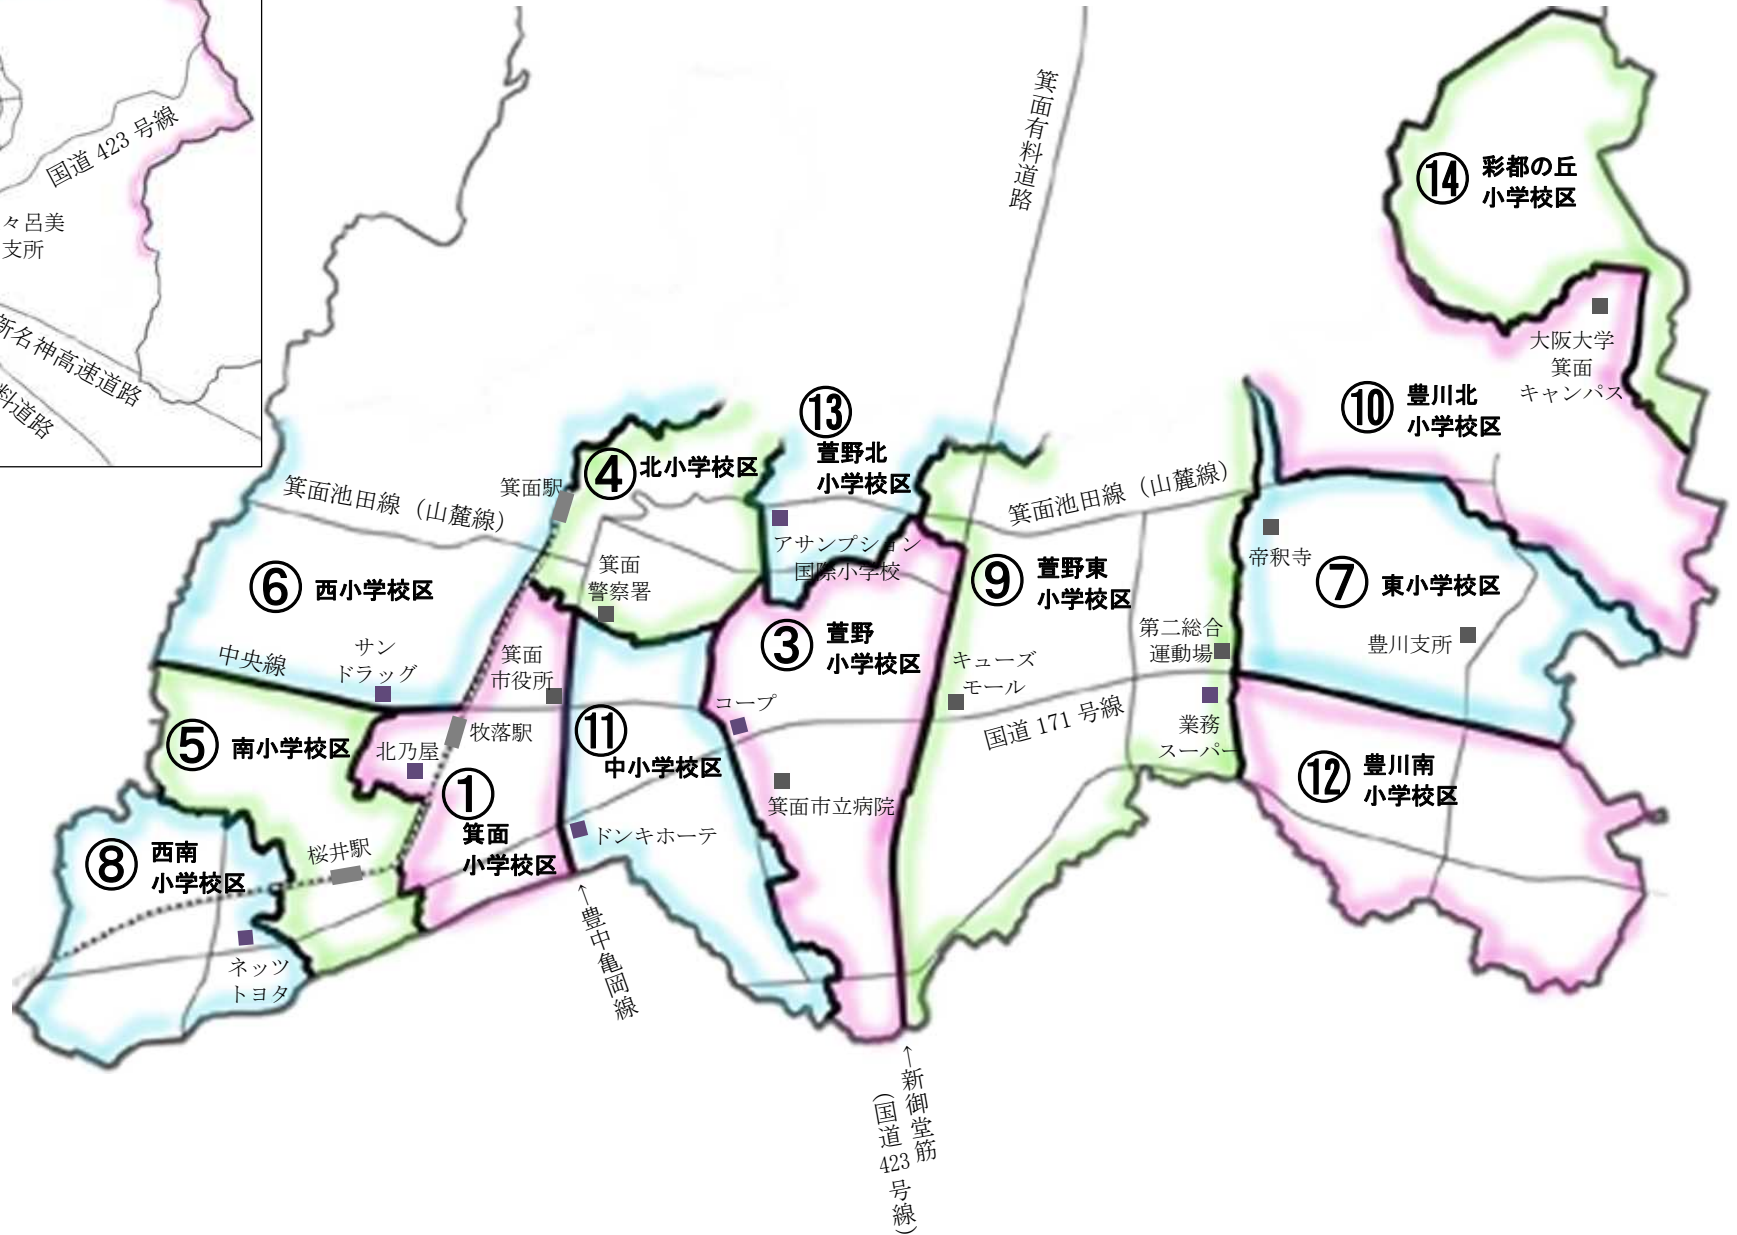 国道 423 号線
々呂美
支所
新名神高速道路
料道路
箕面有料道路
⑭
彩都の丘
小学校区
大阪大学
箕面
キャンパス
⑩
豊川北
小学校区
⑬
萱野北
小学校区
④
北小学校区
箕面駅
箕面池田線（山麓線）
箕面池田線（山麓線）
アサンプション
国際小学校
箕面
警察署
⑥
西小学校区
⑨
萱野東
小学校区
帝釈寺
⑦
東小学校区
豊川支所
第二総合
運動場
③
萱野
小学校区
中央線
サン
ドラッグ
箕面
市役所
キューズ
モール
コープ
国道 171 号線
業務
スーパー
⑤
南小学校区
北乃屋
牧落駅
⑪
中小学校区
①
箕面
小学校区
箕面市立病院
⑫
豊川南
小学校区
ドンキホーテ
⑧
西南
小学校区
桜井駅
ネッツ
トヨタ
←豊中亀岡線
←新御堂筋
（国道 423 号線）